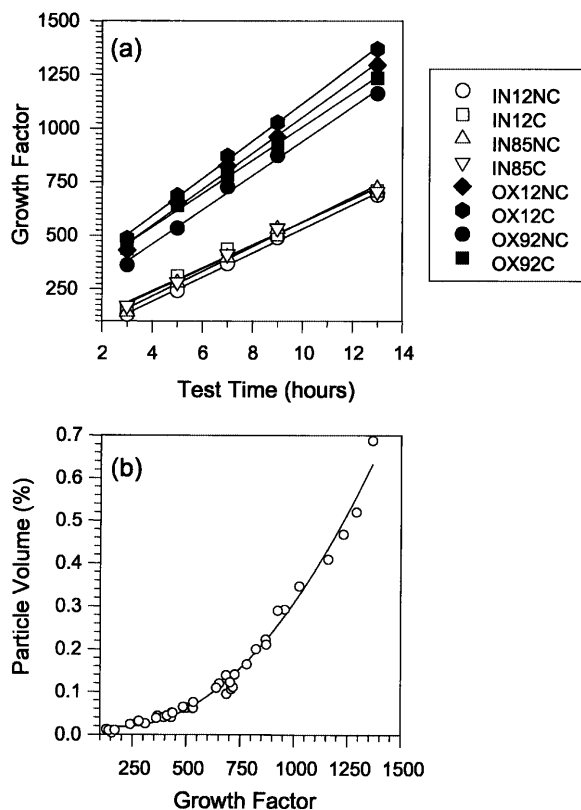 (a)
Growth Factor
1500
1250
1000
750
500
250
2 4 6 8 10 12 14
Test Time (hours)
IN12NC
IN12C
IN85NC
IN85C
OX12NC
OX12C
OX92NC
OX92C
(b)
Particle Volume (%)
0.7
0.6
0.5
0.4
0.3
0.2
0.1
0.0
250 500 750 1000 1250 1500
Growth Factor